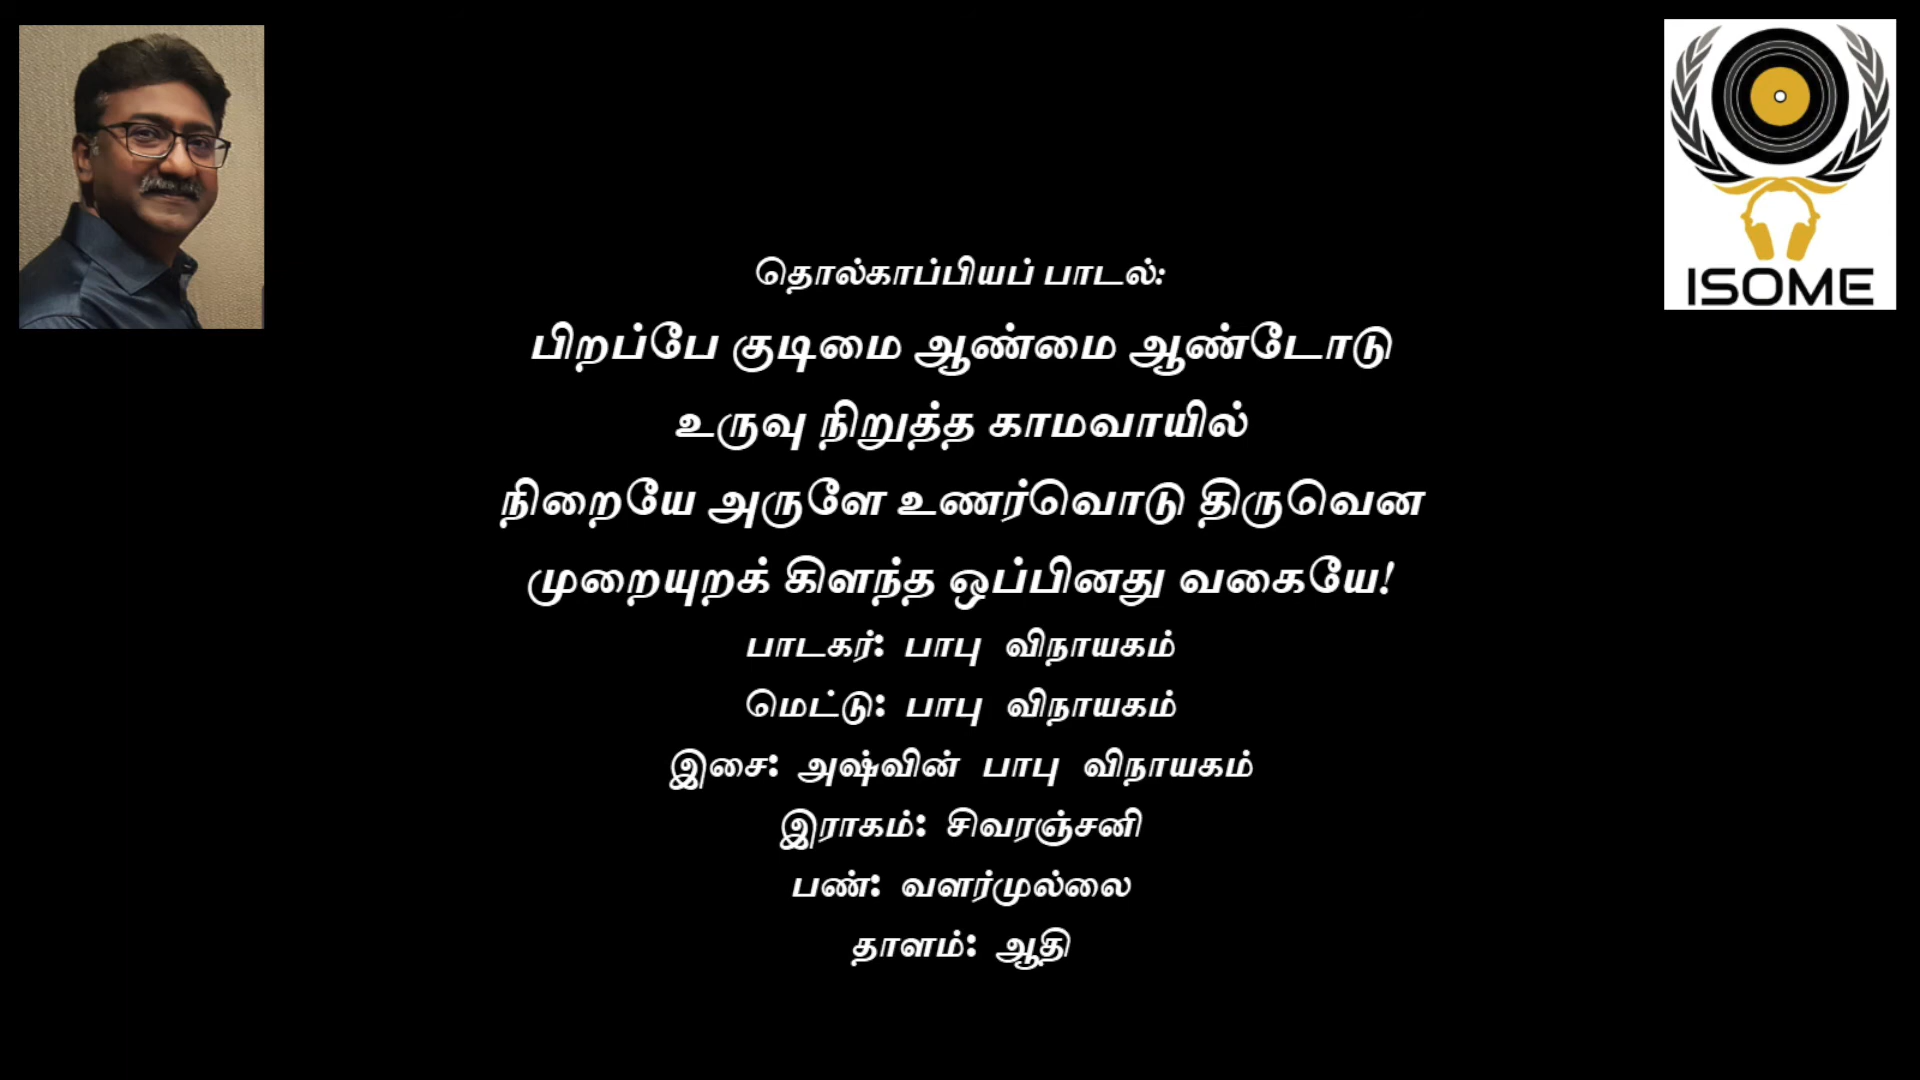 தொல்காப்பியப் பாடல்:
பிறப்பே குடிமை ஆண்மை ஆண்டோடு
உருவு நிறுத்த காமவாயில்
நிறையே அருளே உணர்வொடு திருவென
முறையுறக் கிளந்த ஒப்பினது வகையே!
பாடகர்: பாபு விநாயகம்
மெட்டு: பாபு விநாயகம்
இசை: அஷ்வின் பாபு விநாயகம்
இராகம்: சிவரஞ்சனி
பண்: வளர்முல்லை
தாளம்: ஆதி
ISOME